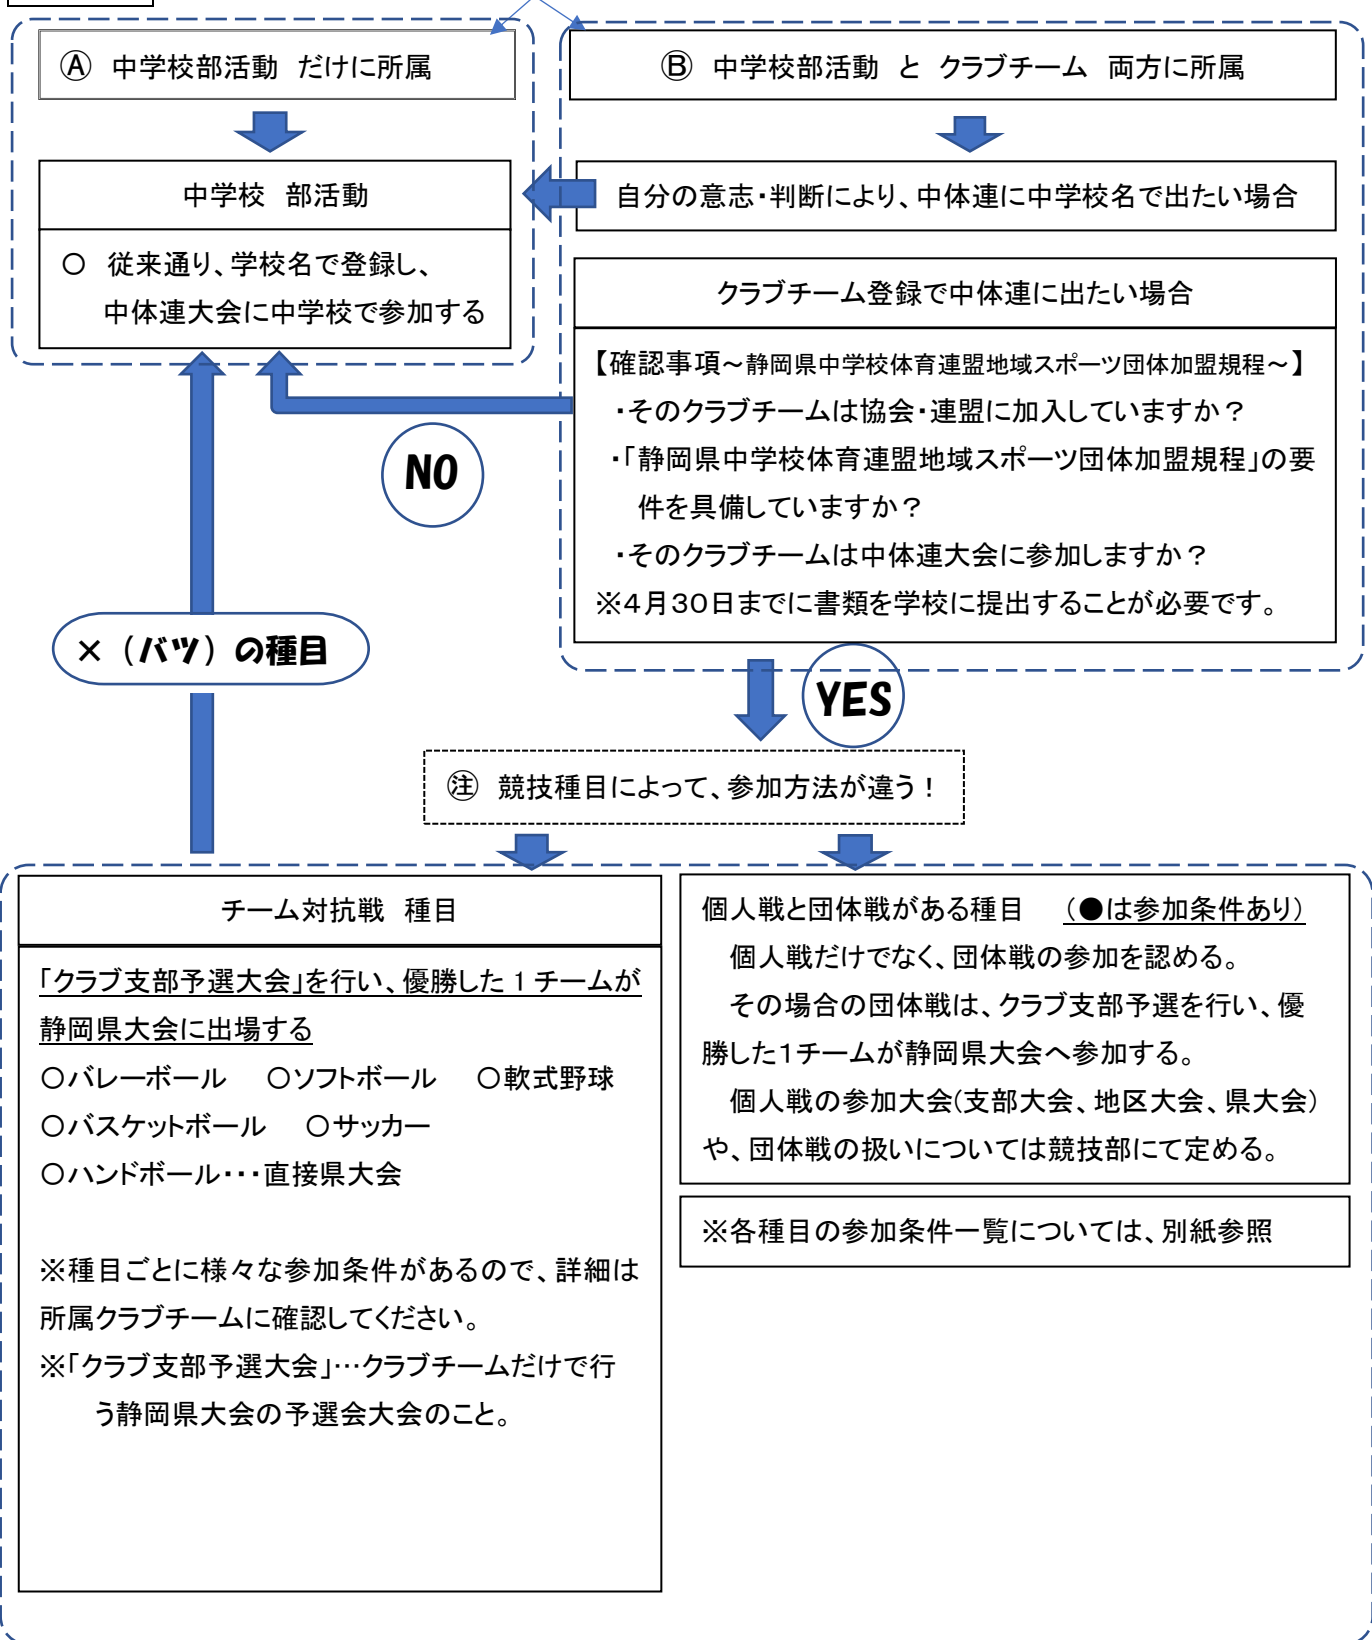 Ⓐ 中学校部活動 だけに所属
Ⓑ 中学校部活動 と クラブチーム 両方に所属
中学校 部活動
○ 従来通り、学校名で登録し、
中体連大会に中学校で参加する
自分の意志・判断により、中体連に中学校名で出たい場合
クラブチーム登録で中体連に出たい場合
【確認事項~静岡県中学校体育連盟地域スポーツ団体加盟規程~】
・そのクラブチームは協会・連盟に加入していますか?
・「静岡県中学校体育連盟地域スポーツ団体加盟規程」の要
件を具備していますか?
・そのクラブチームは中体連大会に参加しますか?
※4月30日までに書類を学校に提出することが必要です。
NO
×(バツ)の種目
YES
㊟ 競技種目によって、参加方法が違う!
チーム対抗戦 種目
「クラブ支部予選大会」を行い、優勝した1チームが
静岡県大会に出場する
○バレーボール ○ソフトボール ○軟式野球
○バスケットボール ○サッカー
○ハンドボール・・・直接県大会
※種目ごとに様々な参加条件があるので、詳細は
所属クラブチームに確認してください。
※「クラブ支部予選大会」…クラブチームだけで行
う静岡県大会の予選会大会のこと。
個人戦と団体戦がある種目 (●は参加条件あり)
個人戦だけでなく、団体戦の参加を認める。
その場合の団体戦は、クラブ支部予選を行い、優
勝した1チームが静岡県大会へ参加する。
個人戦の参加大会(支部大会、地区大会、県大会)
や、団体戦の扱いについては競技部にて定める。
※各種目の参加条件一覧については、別紙参照